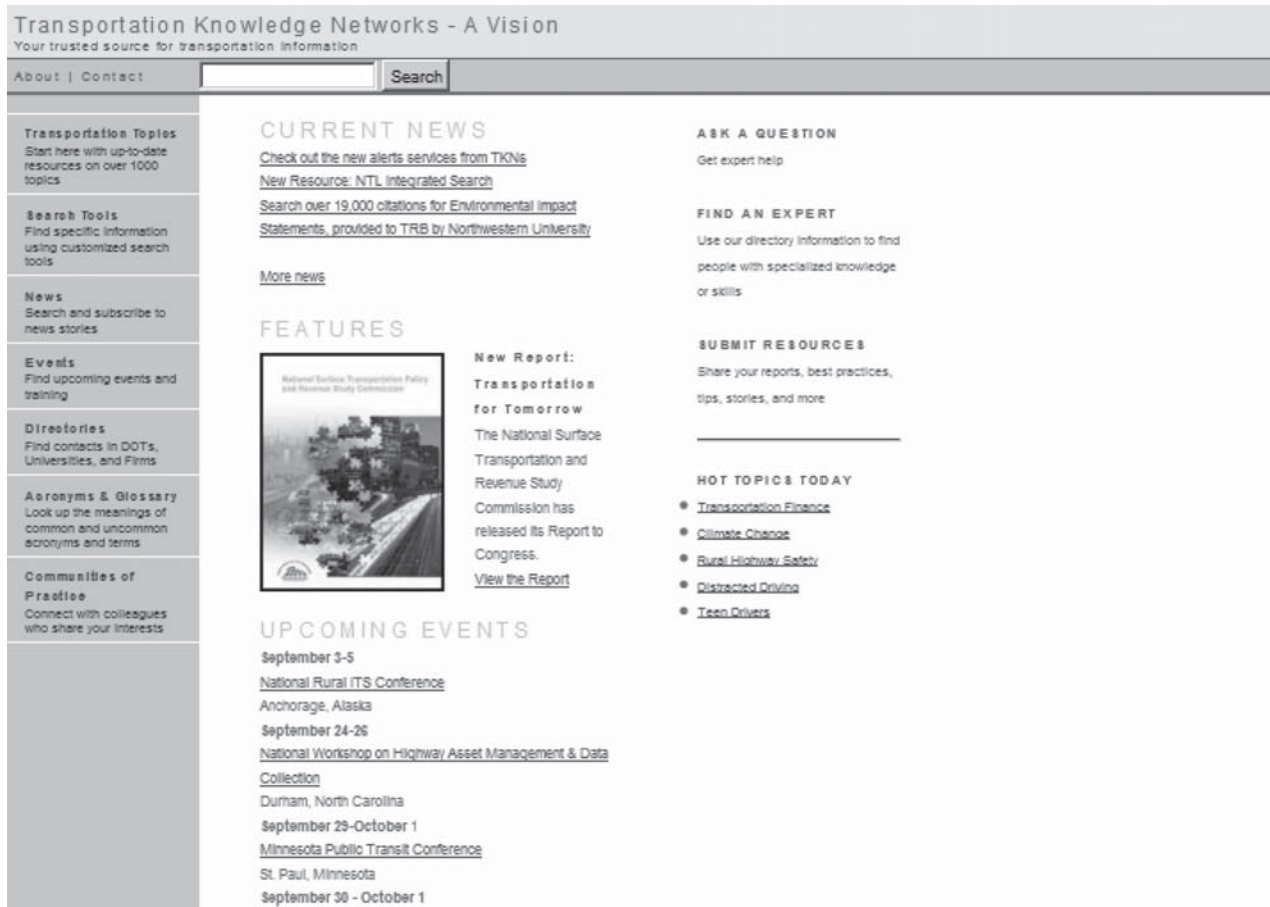 Transportation Knowledge Networks - A Vision
Your trusted source for transportation information
About | Contact
Search
Transportation Topics
Start here with up-to-date
resources on over 1000
topics
Search Tools
Find specific information
using customized search
tools
News
Search and subscribe to
news stories
Events
Find upcoming events and
training
Directories
Find contacts in DOTs,
Universities, and Firms
Acronyms & Glossary
Look up the meanings of
common and uncommon
acronyms and terms
Communities of
Practice
Connect with colleagues
who share your interests
CURRENT NEWS
Check out the new alerts services from TKNs
New Resource: NTL Integrated Search
Search over 19,000 citations for Environmental Impact
Statements, provided to TRB by Northwestern University
More news
FEATURES
National Surface Transportation Policy
and Revenue Study Commission
New Report:
Transportation
for Tomorrow
The National Surface
Transportation and
Revenue Study
Commission has
released its Report to
Congress.
View the Report
UPCOMING EVENTS
September 3-5
National Rural ITS Conference
Anchorage, Alaska
September 24-26
National Workshop on Highway Asset Management & Data
Collection
Durham, North Carolina
September 29-October 1
Minnesota Public Transit Conference
St. Paul, Minnesota
September 30 - October 1
ASK A QUESTION
Get expert help
FIND AN EXPERT
Use our directory information to find
people with specialized knowledge
or skills
SUBMIT RESOURCES
Share your reports, best practices,
tips, stories, and more
HOT TOPICS TODAY
Transportation Finance
Climate Change
Rural Highway Safety
Distracted Driving
Teen Drivers